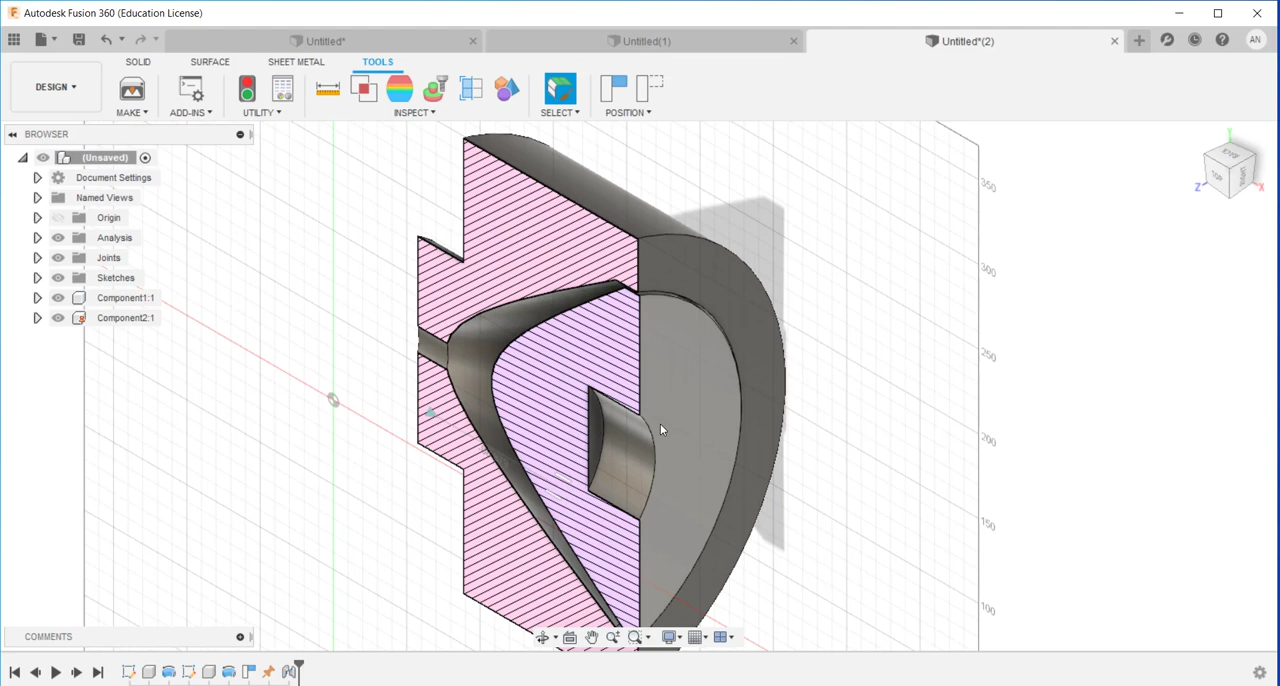 Autodesk Fusion 360 (Education License)
Untitled*
Untitled(1)
Untitled*(2)
AN
DESIGN
SOLID
SURFACE
SHEET METAL
TOOLS
MAKE
ADD-INS
UTILITY
INSPECT
SELECT
POSITION
BROWSER
(Unsaved)
Document Settings
Named Views
Origin
Analysis
Joints
Sketches
Component1:1
Component2:1
Y
BACK
TOP
Z
X
350
300
250
200
150
100
COMMENTS